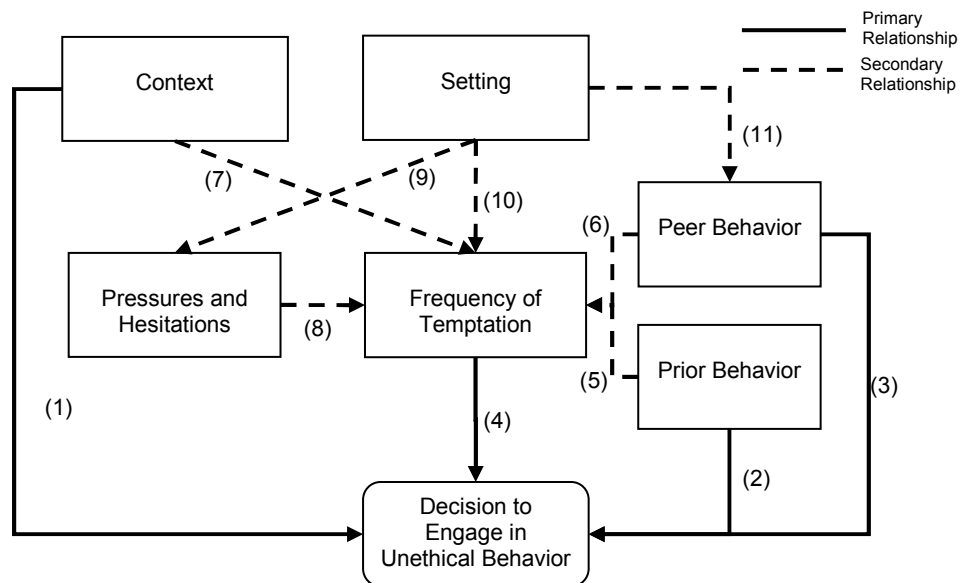 Primary
Relationship
Secondary
Relationship
Context
Setting
(11)
(7)
(9)
(10)
(6)
Peer Behavior
Pressures and
Hesitations
(8)
Frequency of
Temptation
(5)
Prior Behavior
(3)
(1)
(4)
(2)
Decision to
Engage in
Unethical Behavior